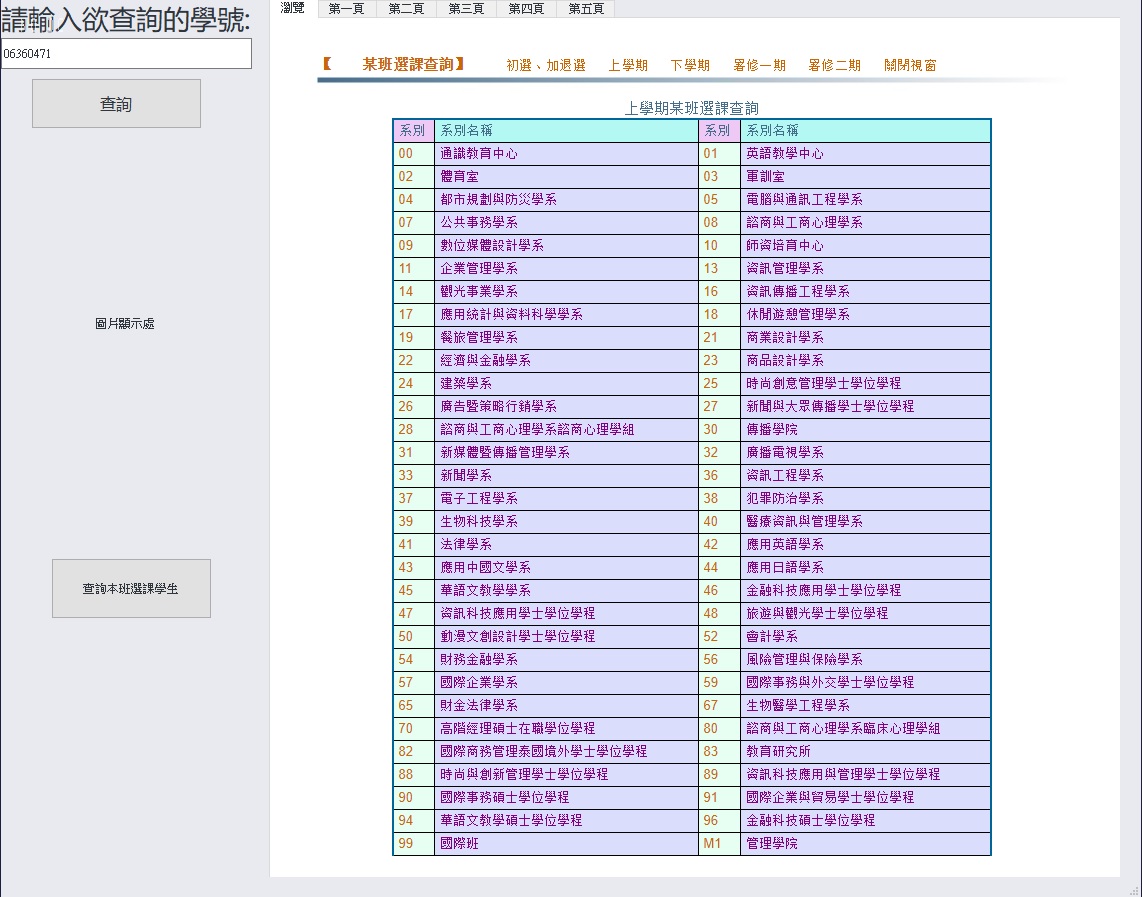 請輸入欲查詢的學號:
06360471
查詢
圖片顯示處
查詢本班選課學生
瀏覽 第一頁 第二頁 第三頁 第四頁 第五頁
【 某班選課查詢】 初選、加退選 上學期 下學期 暑修一期 暑修二期 關閉視窗
上學期某班選課查詢
系別 系別名稱 系別 系別名稱
00 通識教育中心 01 英語教學中心
02 體育室 03 軍訓室
04 都市規劃與防災學系 05 電腦與通訊工程學系
07 公共事務學系 08 諮商與工商心理學系
09 數位媒體設計學系 10 師資培育中心
11 企業管理學系 13 資訊管理學系
14 觀光事業學系 16 資訊傳播工程學系
17 應用統計與資料科學學系 18 休閒遊憩管理學系
19 餐旅管理學系 21 商業設計學系
22 經濟與金融學系 23 商品設計學系
24 建築學系 25 時尚創意管理學士學位學程
26 廣告暨策略行銷學系 27 新聞與大眾傳播學士學位學程
28 諮商與工商心理學系諮商心理學組 30 傳播學院
31 新媒體暨傳播管理學系 32 廣播電視學系
33 新聞學系 36 資訊工程學系
37 電子工程學系 38 犯罪防治學系
39 生物科技學系 40 醫療資訊與管理學系
41 法律學系 42 應用英語學系
43 應用中國文學系 44 應用日語學系
45 華語文教學學系 46 金融科技應用學士學位學程
47 資訊科技應用學士學位學程 48 旅遊與觀光學士學位學程
50 動漫文創設計學士學位學程 52 會計學系
54 財務金融學系 56 風險管理與保險學系
57 國際企業學系 59 國際事務與外交學士學位學程
65 財金法律學系 67 生物醫學工程學系
70 高階經理碩士在職學位學程 80 諮商與工商心理學系臨床心理學組
82 國際商務管理泰國境外學士學位學程 83 教育研究所
88 時尚與創新管理學士學位學程 89 資訊科技應用與管理學士學位學程
90 國際事務碩士學位學程 91 國際企業與貿易學士學位學程
94 華語文教學碩士學位學程 96 金融科技碩士學位學程
99 國際班 M1 管理學院